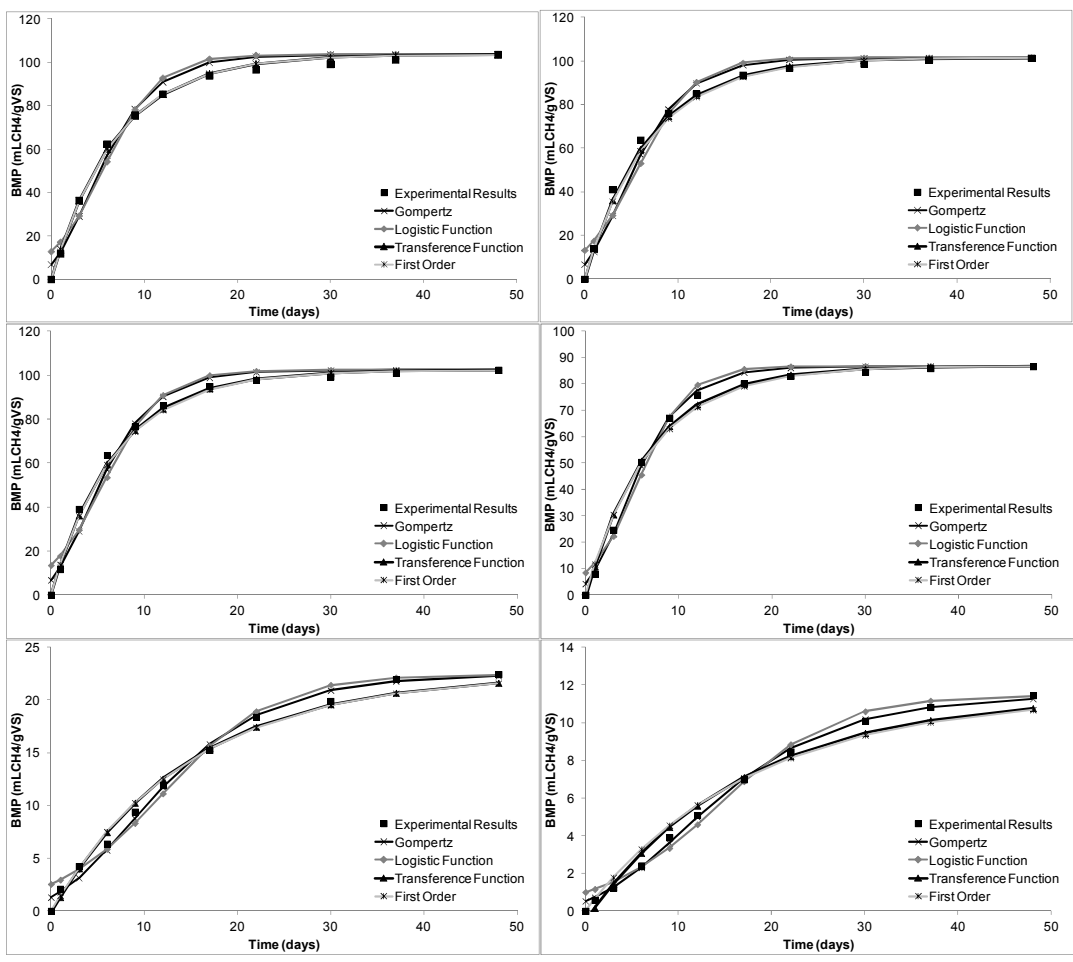 120
100
80
60
40
20
0
BMP (mLCH4/gVS)
Experimental Results
Gompertz
Logistic Function
Transference Function
First Order
0 10 20 30 40 50
Time (days)
120
100
80
60
40
20
0
BMP (mLCH4/gVS)
Experimental Results
Gompertz
Logistic Function
Transference Function
First Order
0 10 20 30 40 50
Time (days)
120
100
80
60
40
20
0
BMP (mLCH4/gVS)
Experimental Results
Gompertz
Logistic Function
Transference Function
First Order
0 10 20 30 40 50
Time (days)
100
90
80
70
60
50
40
30
20
10
0
BMP (mLCH4/gVS)
Experimental Results
Gompertz
Logistic Function
Transference Function
First Order
0 10 20 30 40 50
Time (days)
25
20
15
10
5
0
BMP (mLCH4/gVS)
Experimental Results
Gompertz
Logistic Function
Transference Function
First Order
0 10 20 30 40 50
Time (days)
14
12
10
8
6
4
2
0
BMP (mLCH4/gVS)
Experimental Results
Gompertz
Logistic Function
Transference Function
First Order
0 10 20 30 40 50
Time (days)